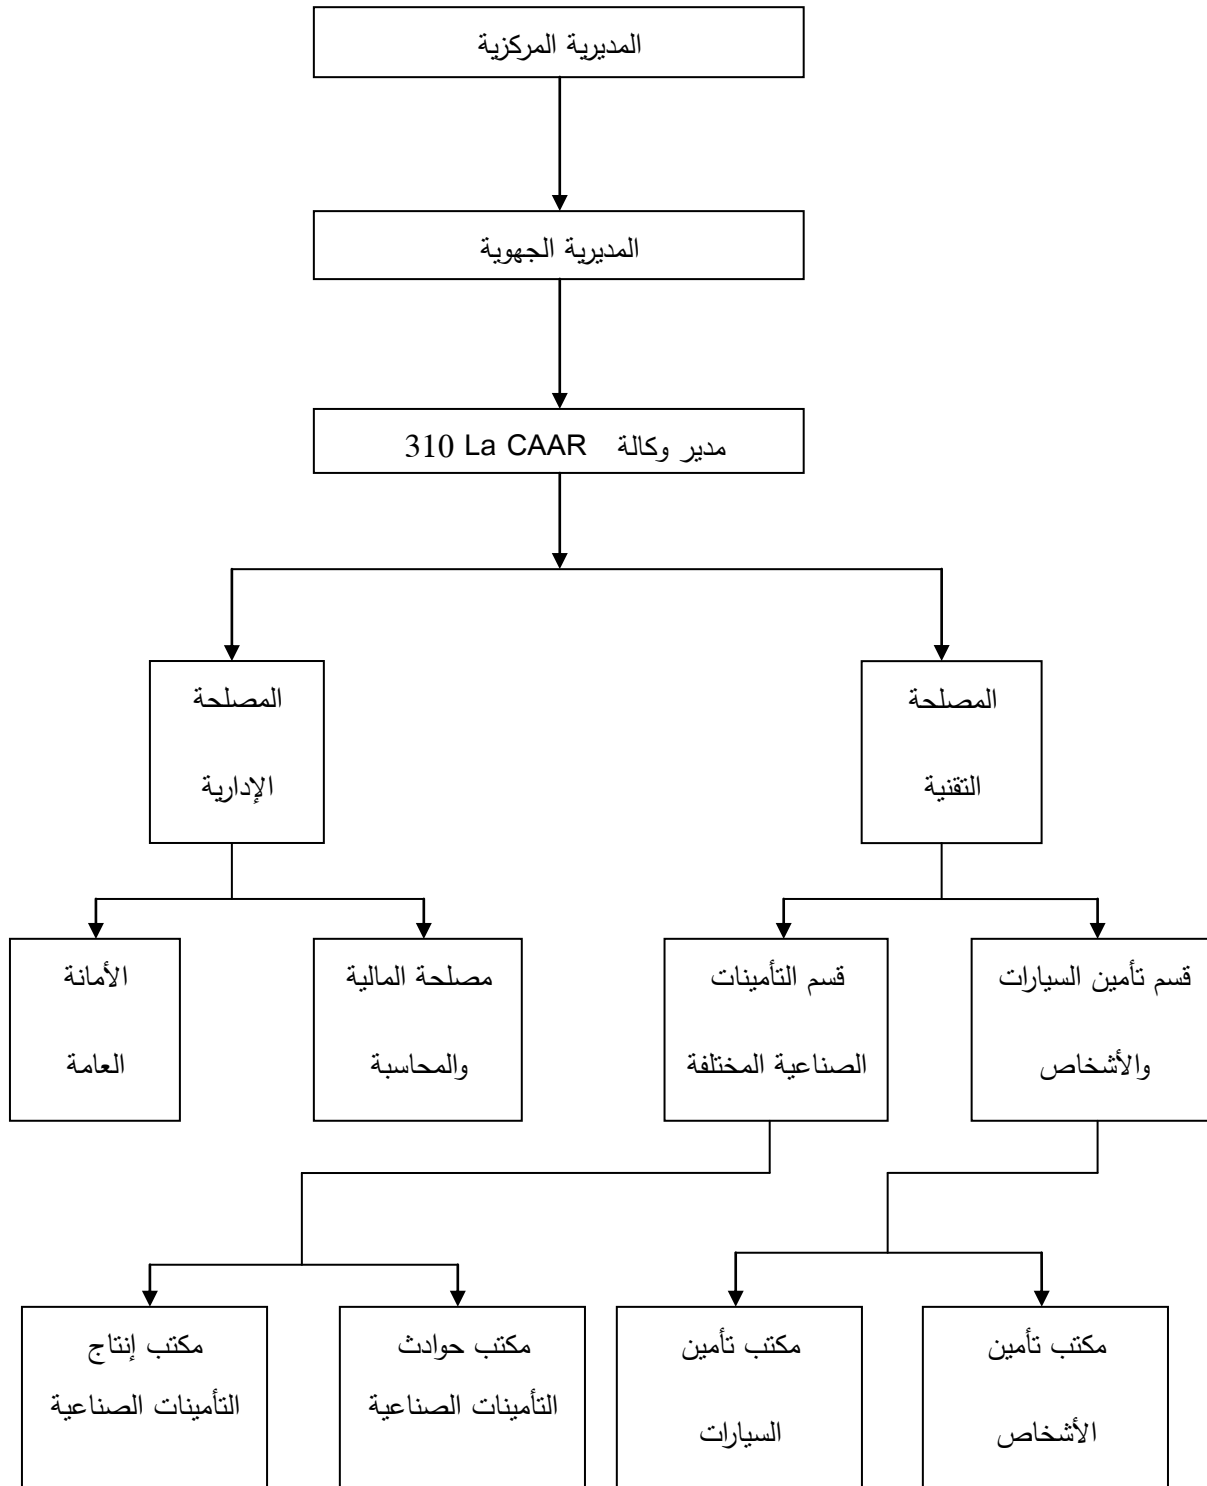 المديرية المركزية
المديرية الجهوية
مدير وكالة La CAAR 310
المصلحة
التقنية
المصلحة
الإدارية
قسم تأمين السيارات
والأشخاص
قسم التأمينات
الصناعية المختلفة
مصلحة المالية
والمحاسبة
الأمانة
العامة
مكتب تأمين
الأشخاص
مكتب تأمين
السيارات
مكتب حوادث
التأمينات الصناعية
مكتب إنتاج
التأمينات الصناعية